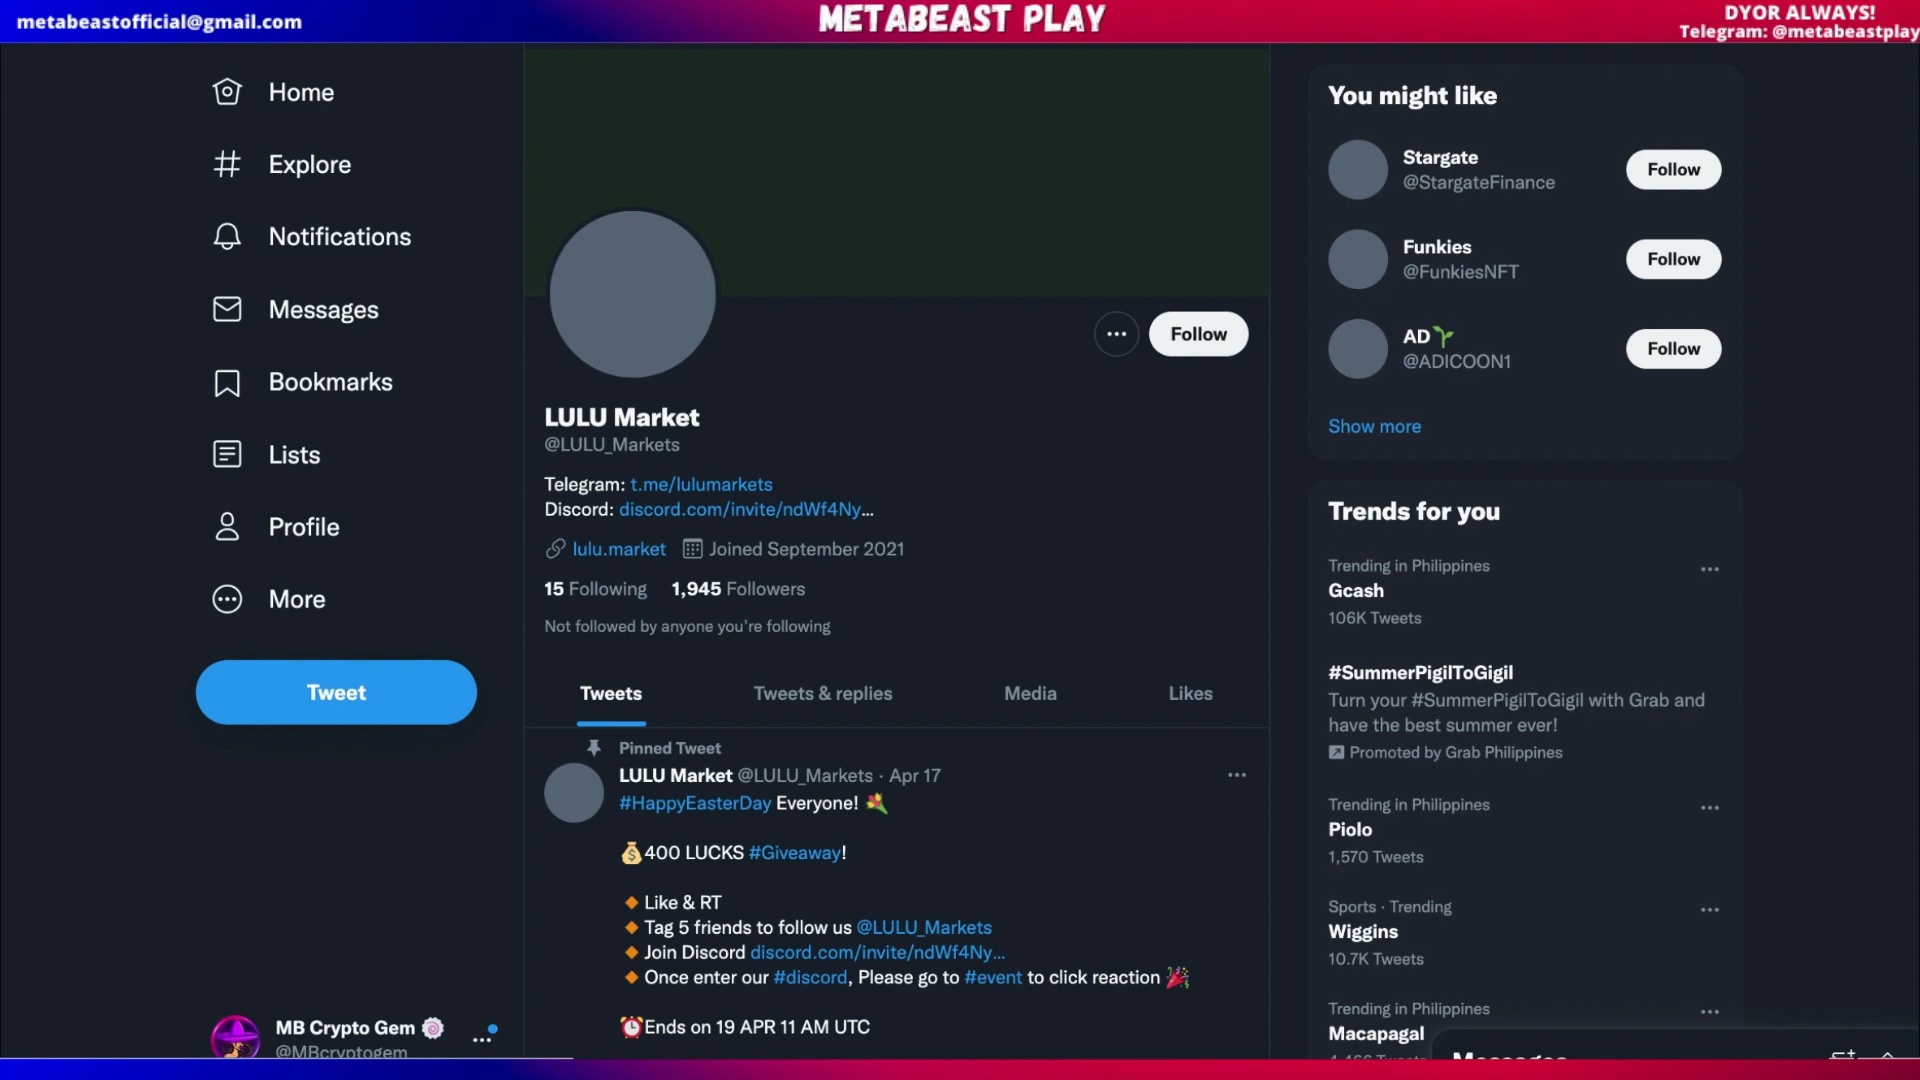 metabeastofficial@gmail.com
METABEAST PLAY
DYOR ALWAYS!
Telegram: @metabeastplay
Home
Explore
Notifications
Messages
Bookmarks
Lists
Profile
More
Tweet
MB Crypto Gem
@MBcryptogem
Follow
LULU Market
@LULU_Markets
Telegram: t.me/lulumarkets
Discord: discord.com/invite/ndWf4Ny…
lulu.market Joined September 2021
15 Following 1,945 Followers
Not followed by anyone you’re following
Tweets Tweets & replies Media Likes
Pinned Tweet
LULU Market @LULU_Markets · Apr 17
#HappyEasterDay Everyone! 💐
💰400 LUCKS #Giveaway!
🔸Like & RT
🔸Tag 5 friends to follow us @LULU_Markets
🔸Join Discord discord.com/invite/ndWf4Ny…
🔸Once enter our #discord, Please go to #event to click reaction 🎉
⏰Ends on 19 APR 11 AM UTC
You might like
Stargate
@StargateFinance
Follow
Funkies
@FunkiesNFT
Follow
AD🌱
@ADICOON1
Follow
Show more
Trends for you
Trending in Philippines
Gcash
106K Tweets
#SummerPigilToGigil
Turn your #SummerPigilToGigil with Grab and
have the best summer ever!
Promoted by Grab Philippines
Trending in Philippines
Piolo
1,570 Tweets
Sports · Trending
Wiggins
10.7K Tweets
Trending in Philippines
Macapagal
Messages